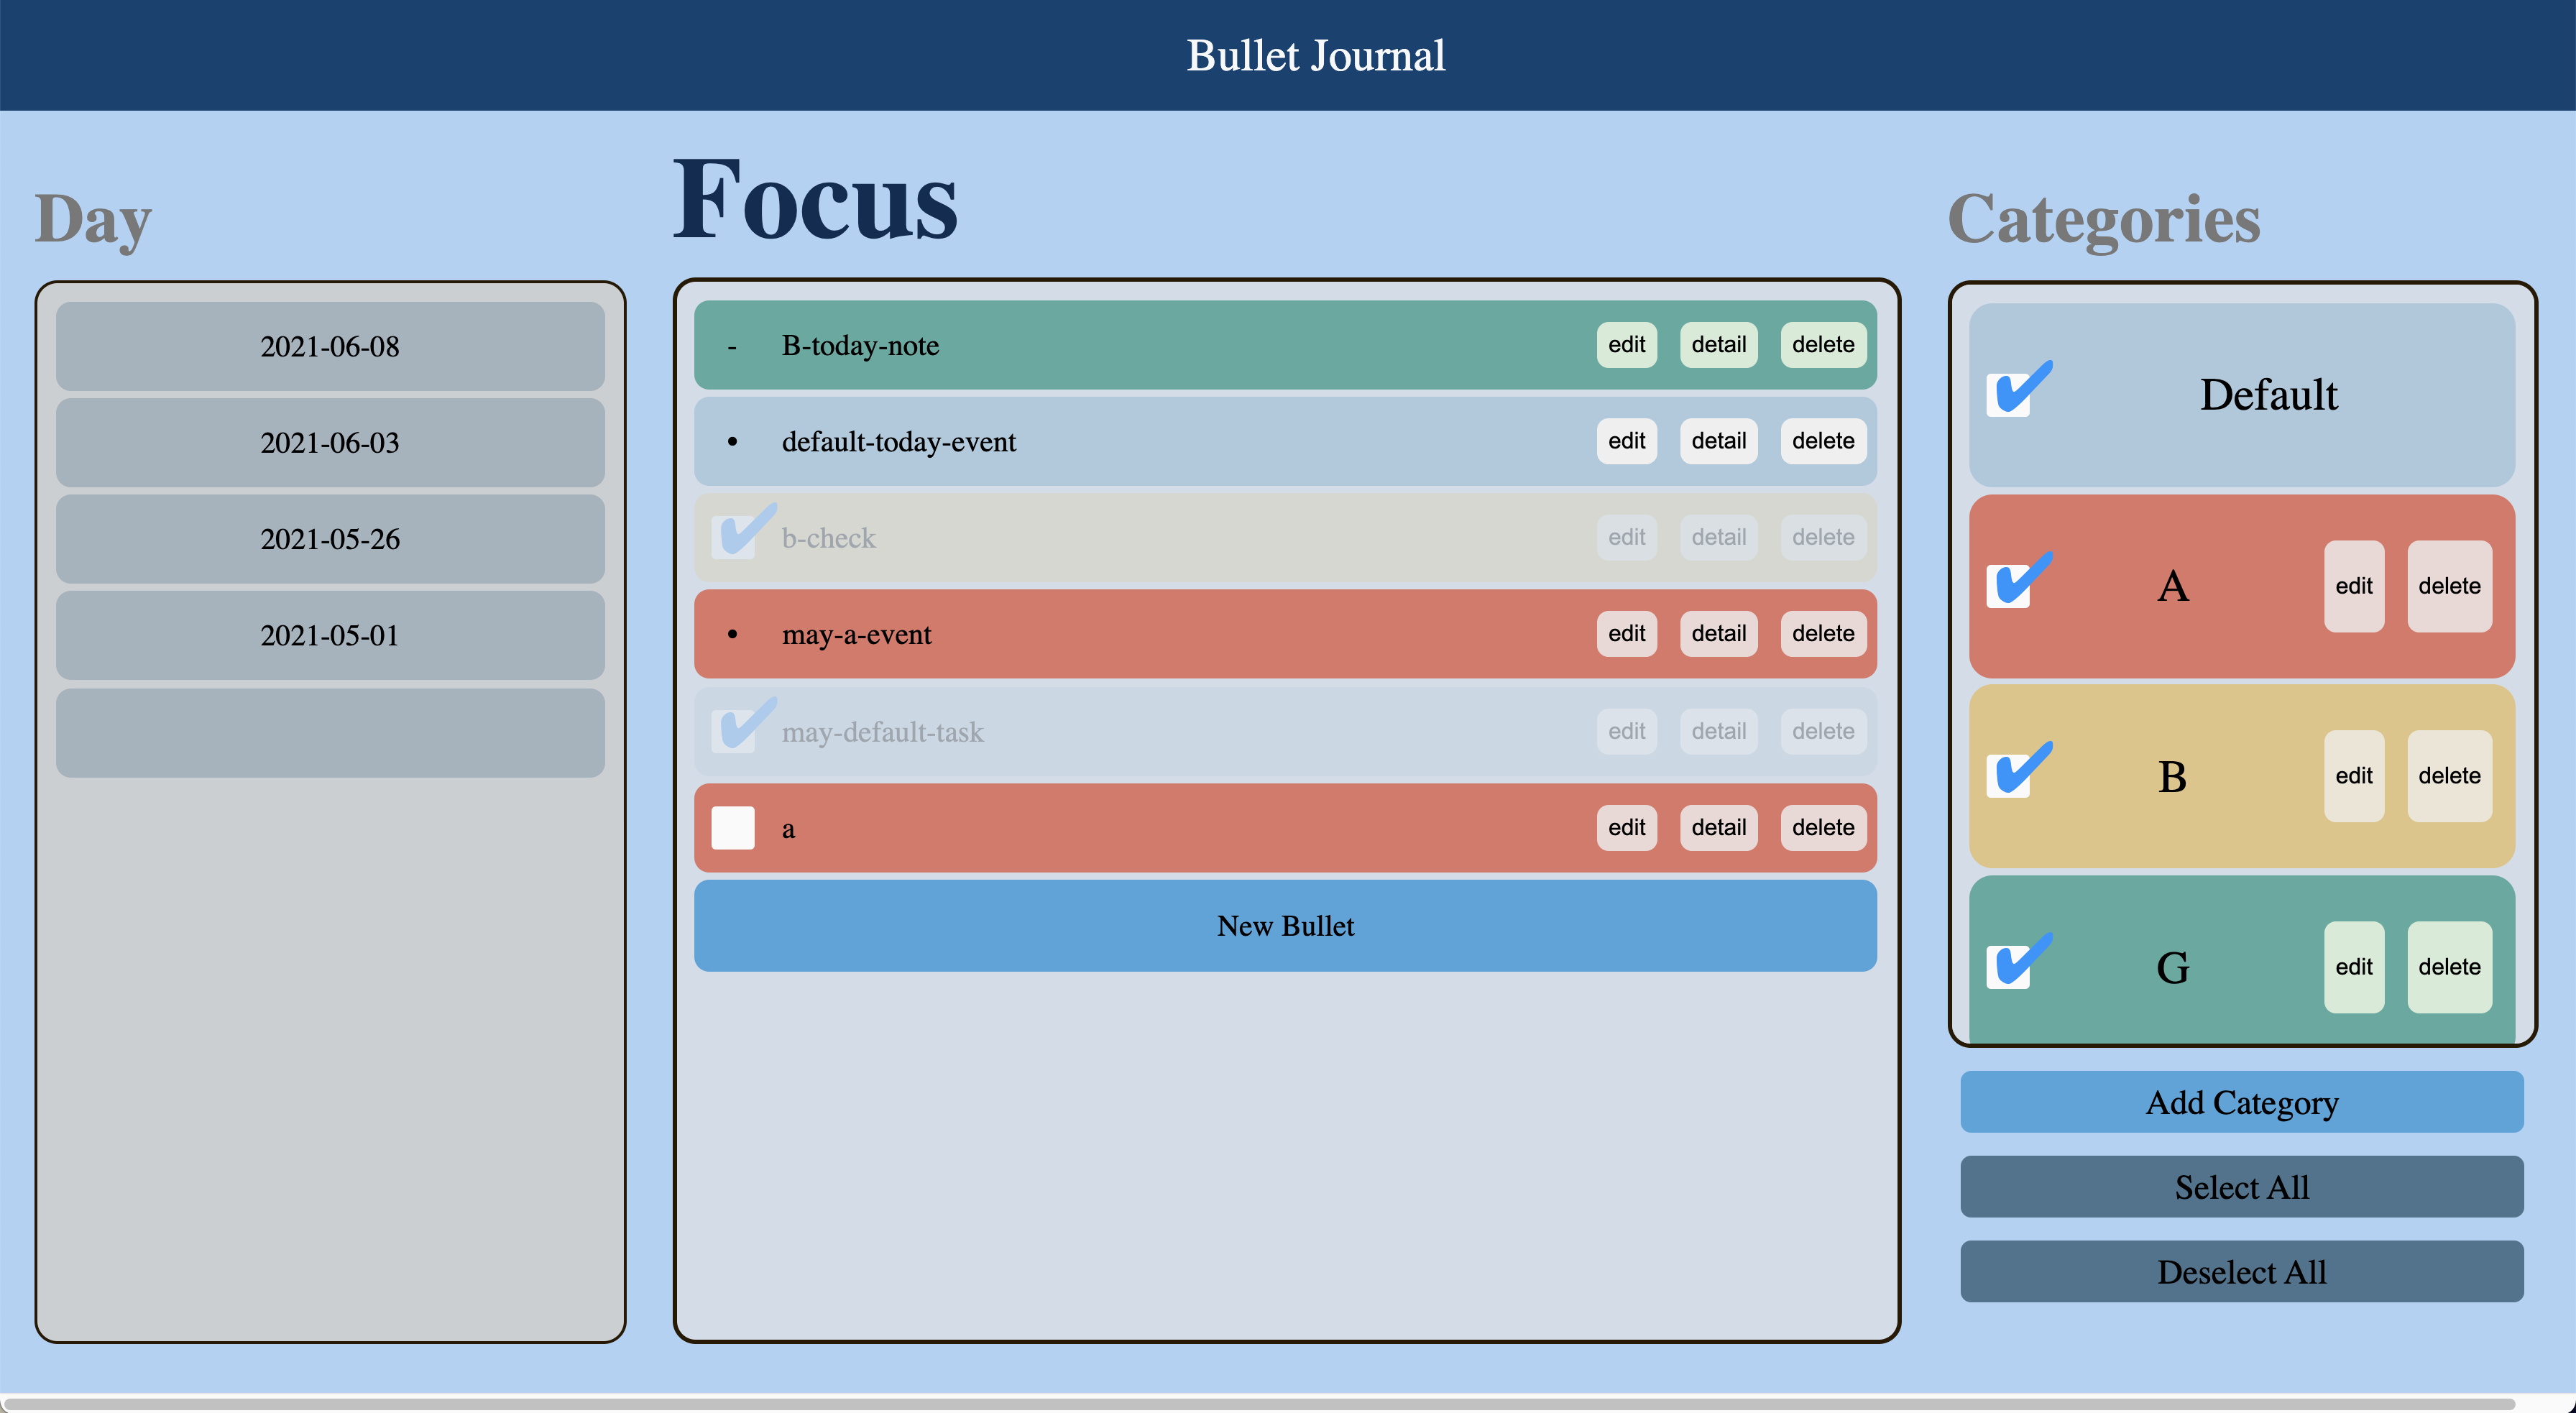 Bullet Journal
Day
2021-06-08
2021-06-03
2021-05-26
2021-05-01
Focus
- B-today-note edit detail delete
• default-today-event edit detail delete
b-check edit detail delete
• may-a-event edit detail delete
may-default-task edit detail delete
a edit detail delete
New Bullet
Categories
Default
A edit delete
B edit delete
G edit delete
Add Category
Select All
Deselect All